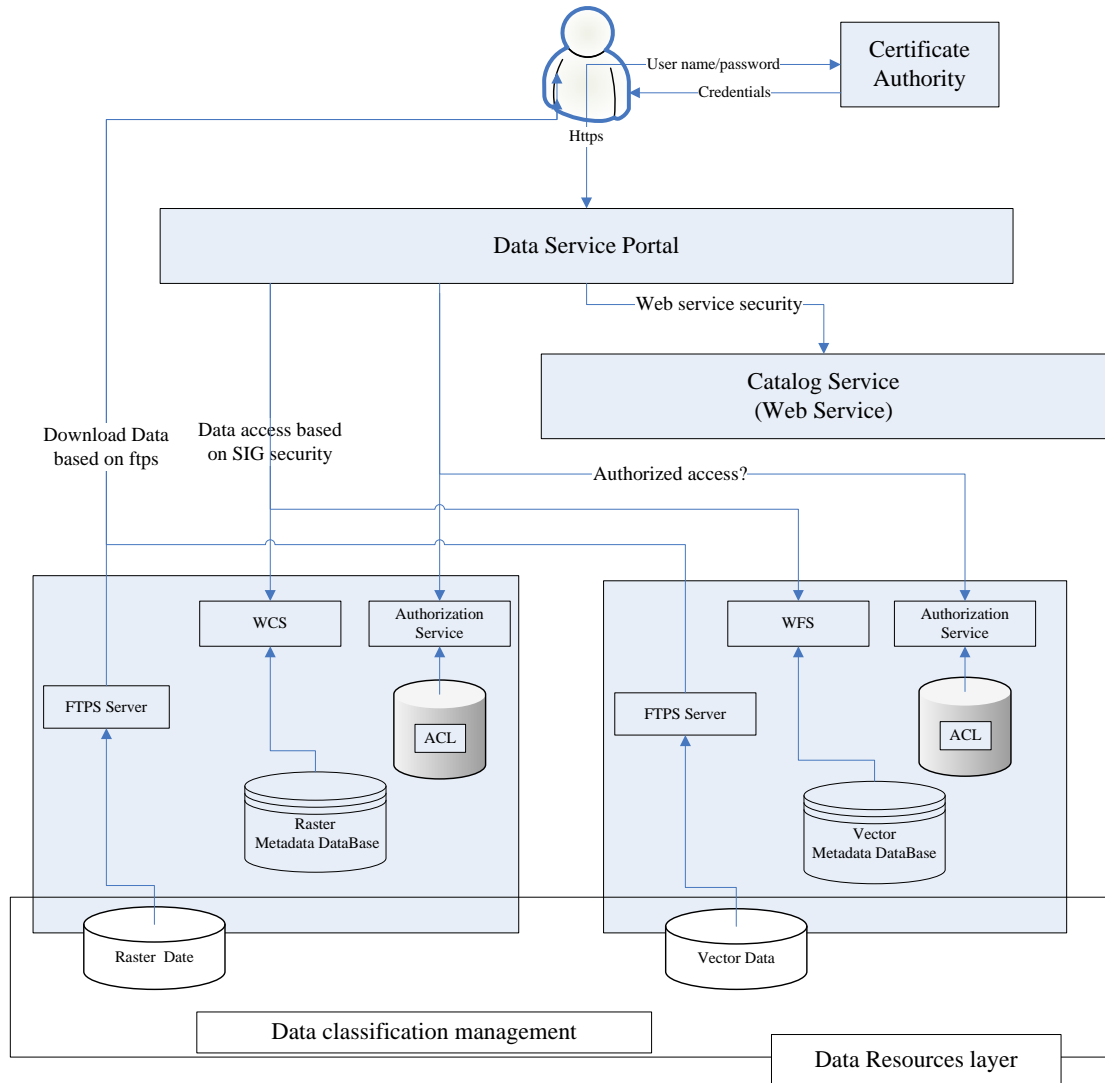 User name/password
Certificate
Authority
Credentials
Https
Data Service Portal
Web service security
Catalog Service
(Web Service)
Download Data
based on ftps
Data access based
on SIG security
Authorized access?
WCS
Authorization
Service
FTPS Server
ACL
Raster
Metadata DataBase
WFS
Authorization
Service
FTPS Server
ACL
Vector
Metadata DataBase
Raster Date
Vector Data
Data classification management
Data Resources layer